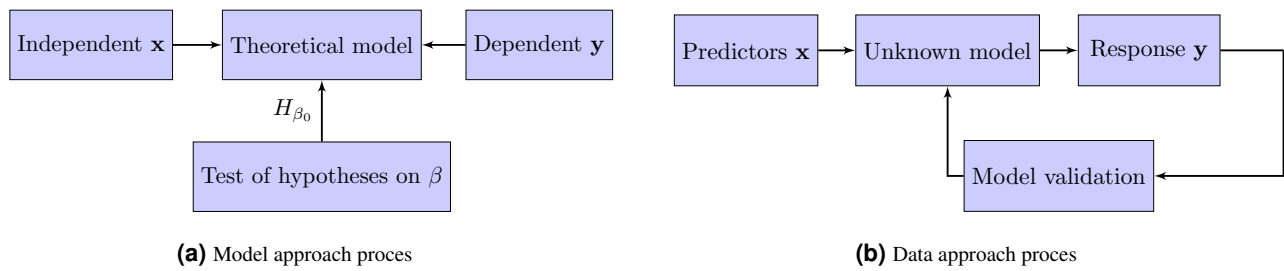 Independent x
Theoretical model
Dependent y
H_{β_0}
Test of hypotheses on β
(a) Model approach proces
Predictors x
Unknown model
Response y
Model validation
(b) Data approach proces